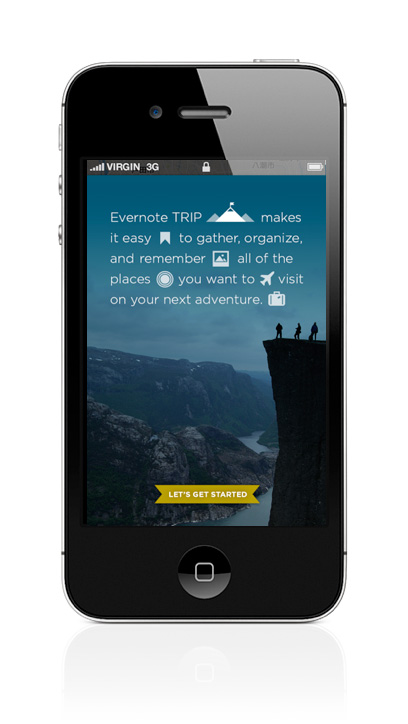 VIRGIN 3G
Evernote TRIP makes
it easy to gather, organize,
and remember all of the
places you want to visit
on your next adventure.
LET'S GET STARTED